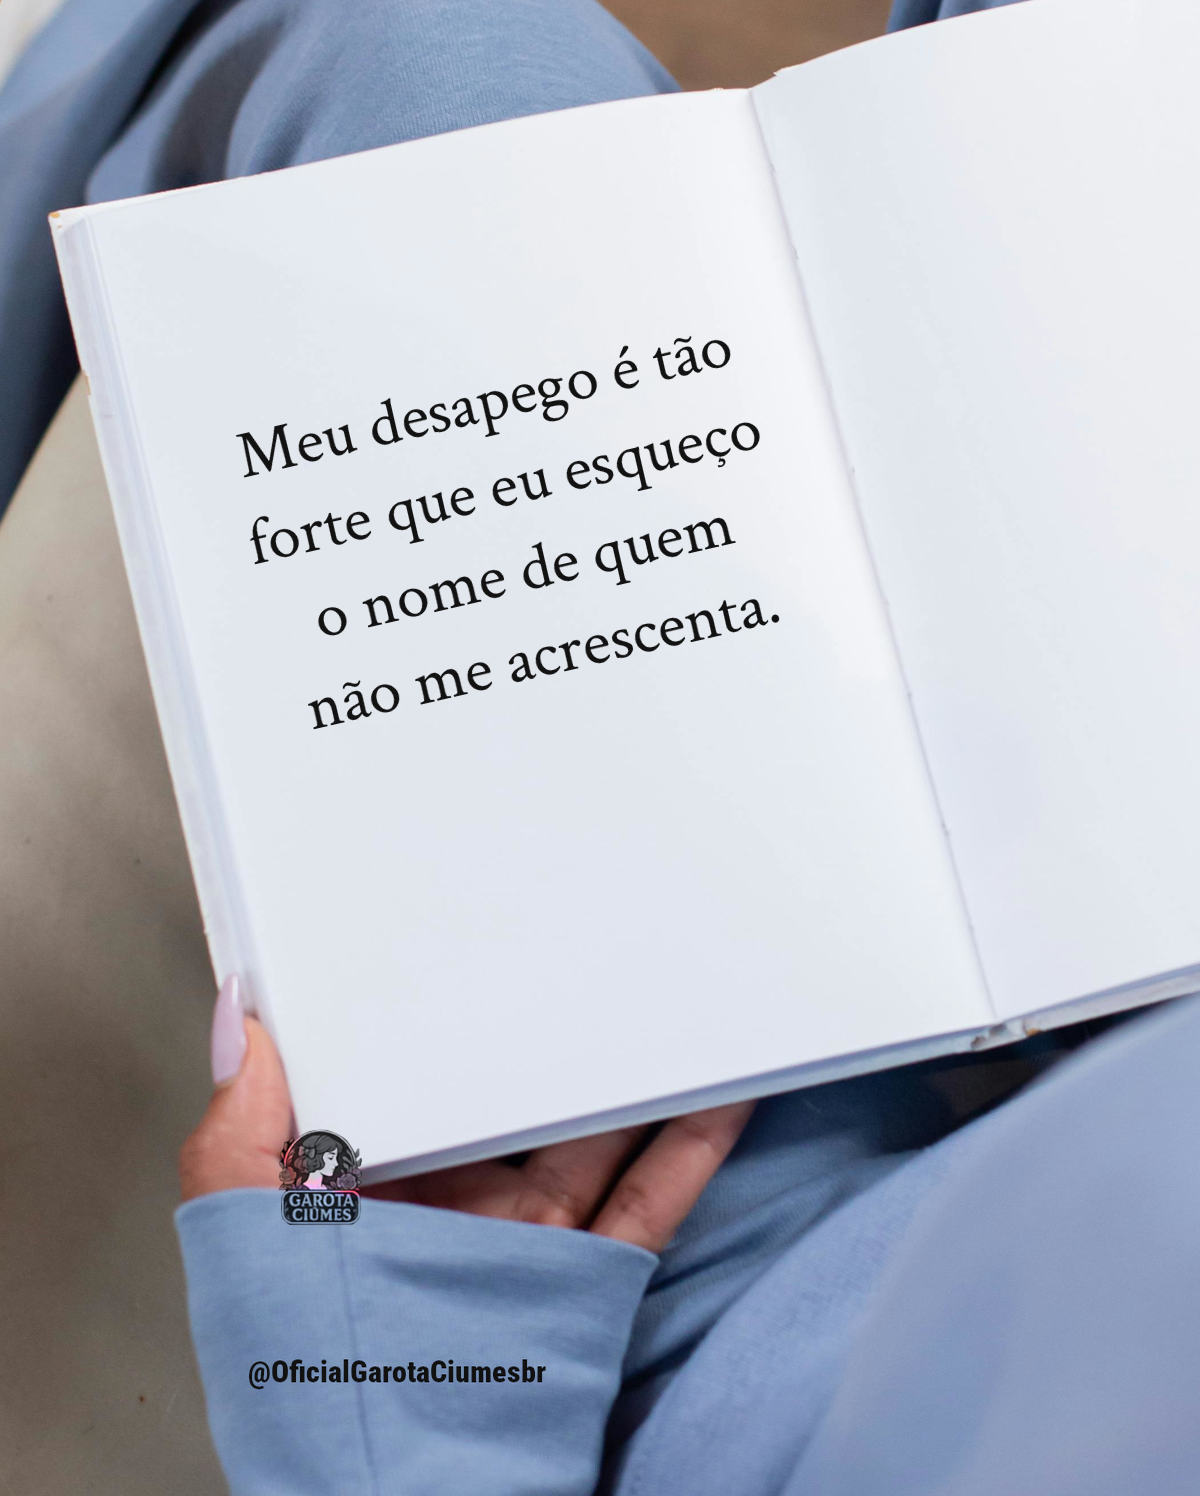 Meu desapego é tão
forte que eu esqueço
o nome de quem
não me acrescenta.
GAROTA
CIÚMES
@OficialGarotaCiumesbr